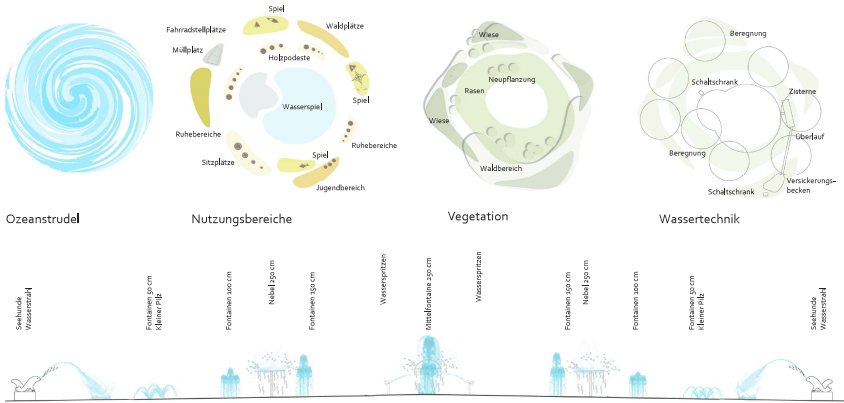 Ozeanstrudel
Spiel
Fahrradstellplätze
Waldplätze
Müllplatz
Holzpodeste
Wasserspiel
Spiel
Ruhebereiche
Ruhebereiche
Sitzplätze
Spiel
Jugendbereich
Nutzungsbereiche
Wiese
Neupflanzung
Rasen
Wiese
Waldbereich
Vegetation
Beregnung
Schaltschrank
Zisterne
Überlauf
Beregnung
Versickerungs-
becken
Schaltschrank
Wassertechnik
Seehunde
Wasserstrahl
Fontainen 50 cm
Kleiner Pilz
Fontainen 100 cm
Nebel 250 cm
Fontainen 150 cm
Wasserspritzen
Mittelfontaine 250 cm
Wasserspritzen
Fontainen 150 cm
Nebel 250 cm
Fontainen 100 cm
Fontainen 50 cm
Kleiner Pilz
Seehunde
Wasserstrahl